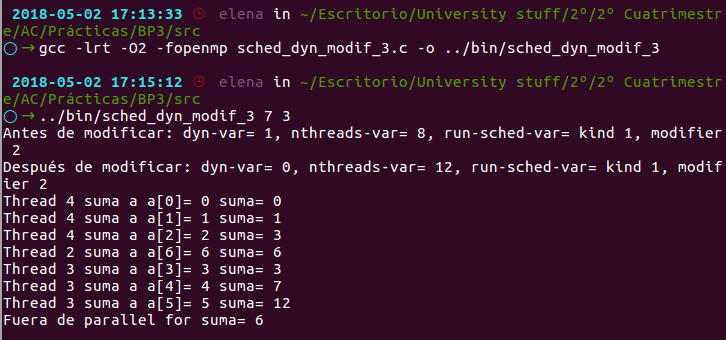 2018-05-02 17:13:33 elena in ~/Escritorio/University stuff/2º/2º Cuatrimestr
e/AC/Prácticas/BP3/src
○ → gcc -lrt -O2 -fopenmp sched_dyn_modif_3.c -o ../bin/sched_dyn_modif_3
2018-05-02 17:15:12 elena in ~/Escritorio/University stuff/2º/2º Cuatrimestr
e/AC/Prácticas/BP3/src
○ → ../bin/sched_dyn_modif_3 7 3
Antes de modificar: dyn-var= 1, nthreads-var= 8, run-sched-var= kind 1, modifier
2
Después de modificar: dyn-var= 0, nthreads-var= 12, run-sched-var= kind 1, modif
ier 2
Thread 4 suma a a[0]= 0 suma= 0
Thread 4 suma a a[1]= 1 suma= 1
Thread 4 suma a a[2]= 2 suma= 3
Thread 2 suma a a[6]= 6 suma= 6
Thread 3 suma a a[3]= 3 suma= 3
Thread 3 suma a a[4]= 4 suma= 7
Thread 3 suma a a[5]= 5 suma= 12
Fuera de parallel for suma= 6